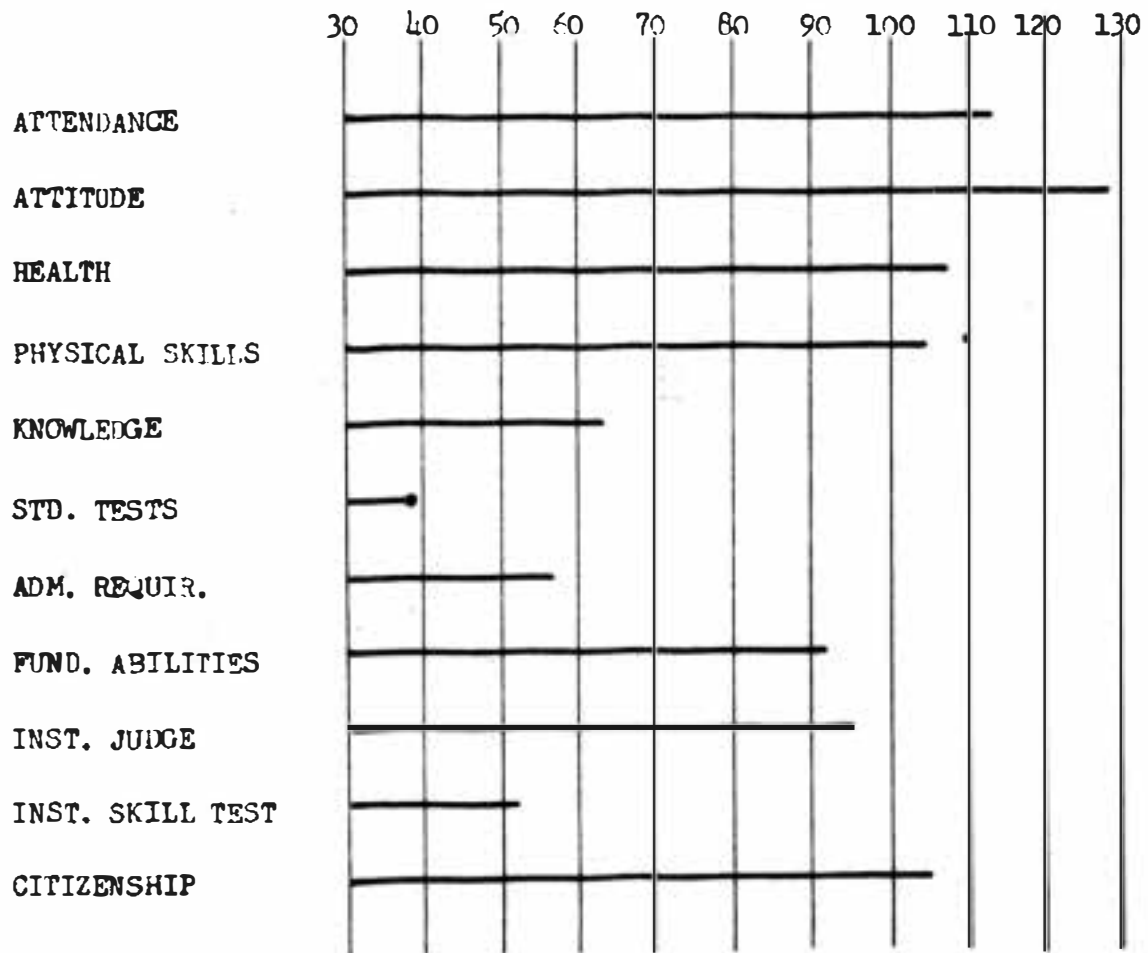 30 40 50 60 70 80 90 100 110 120 130
ATTENDANCE
ATTITUDE
HEALTH
PHYSICAL SKILLS
KNOWLEDGE
STD. TESTS
ADM. REQUIR.
FUND. ABILITIES
INST. JUDGE
INST. SKILL TEST
CITIZENSHIP